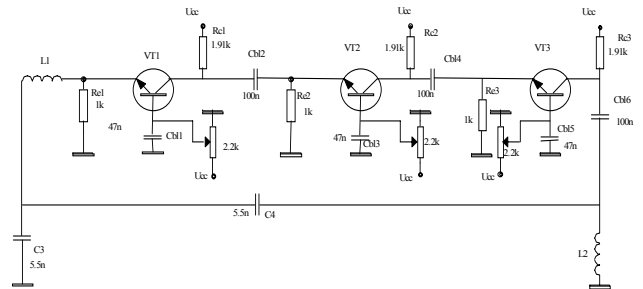 Ucc
Ucc
Ucc
L1
VT1
Rc1
1.91k
Cbl2
VT2
Rc2
1.91k
Cbl4
VT3
Rc3
1.91k
Re1
1k
100n
Re2
1k
100n
Re3
1k
Cbl6
100n
47n
Cbl1
2.2k
47n
Cbl3
2.2k
2.2k
Cbl5
47n
Ucc
Ucc
Ucc
5.5n
C4
C3
5.5n
L2